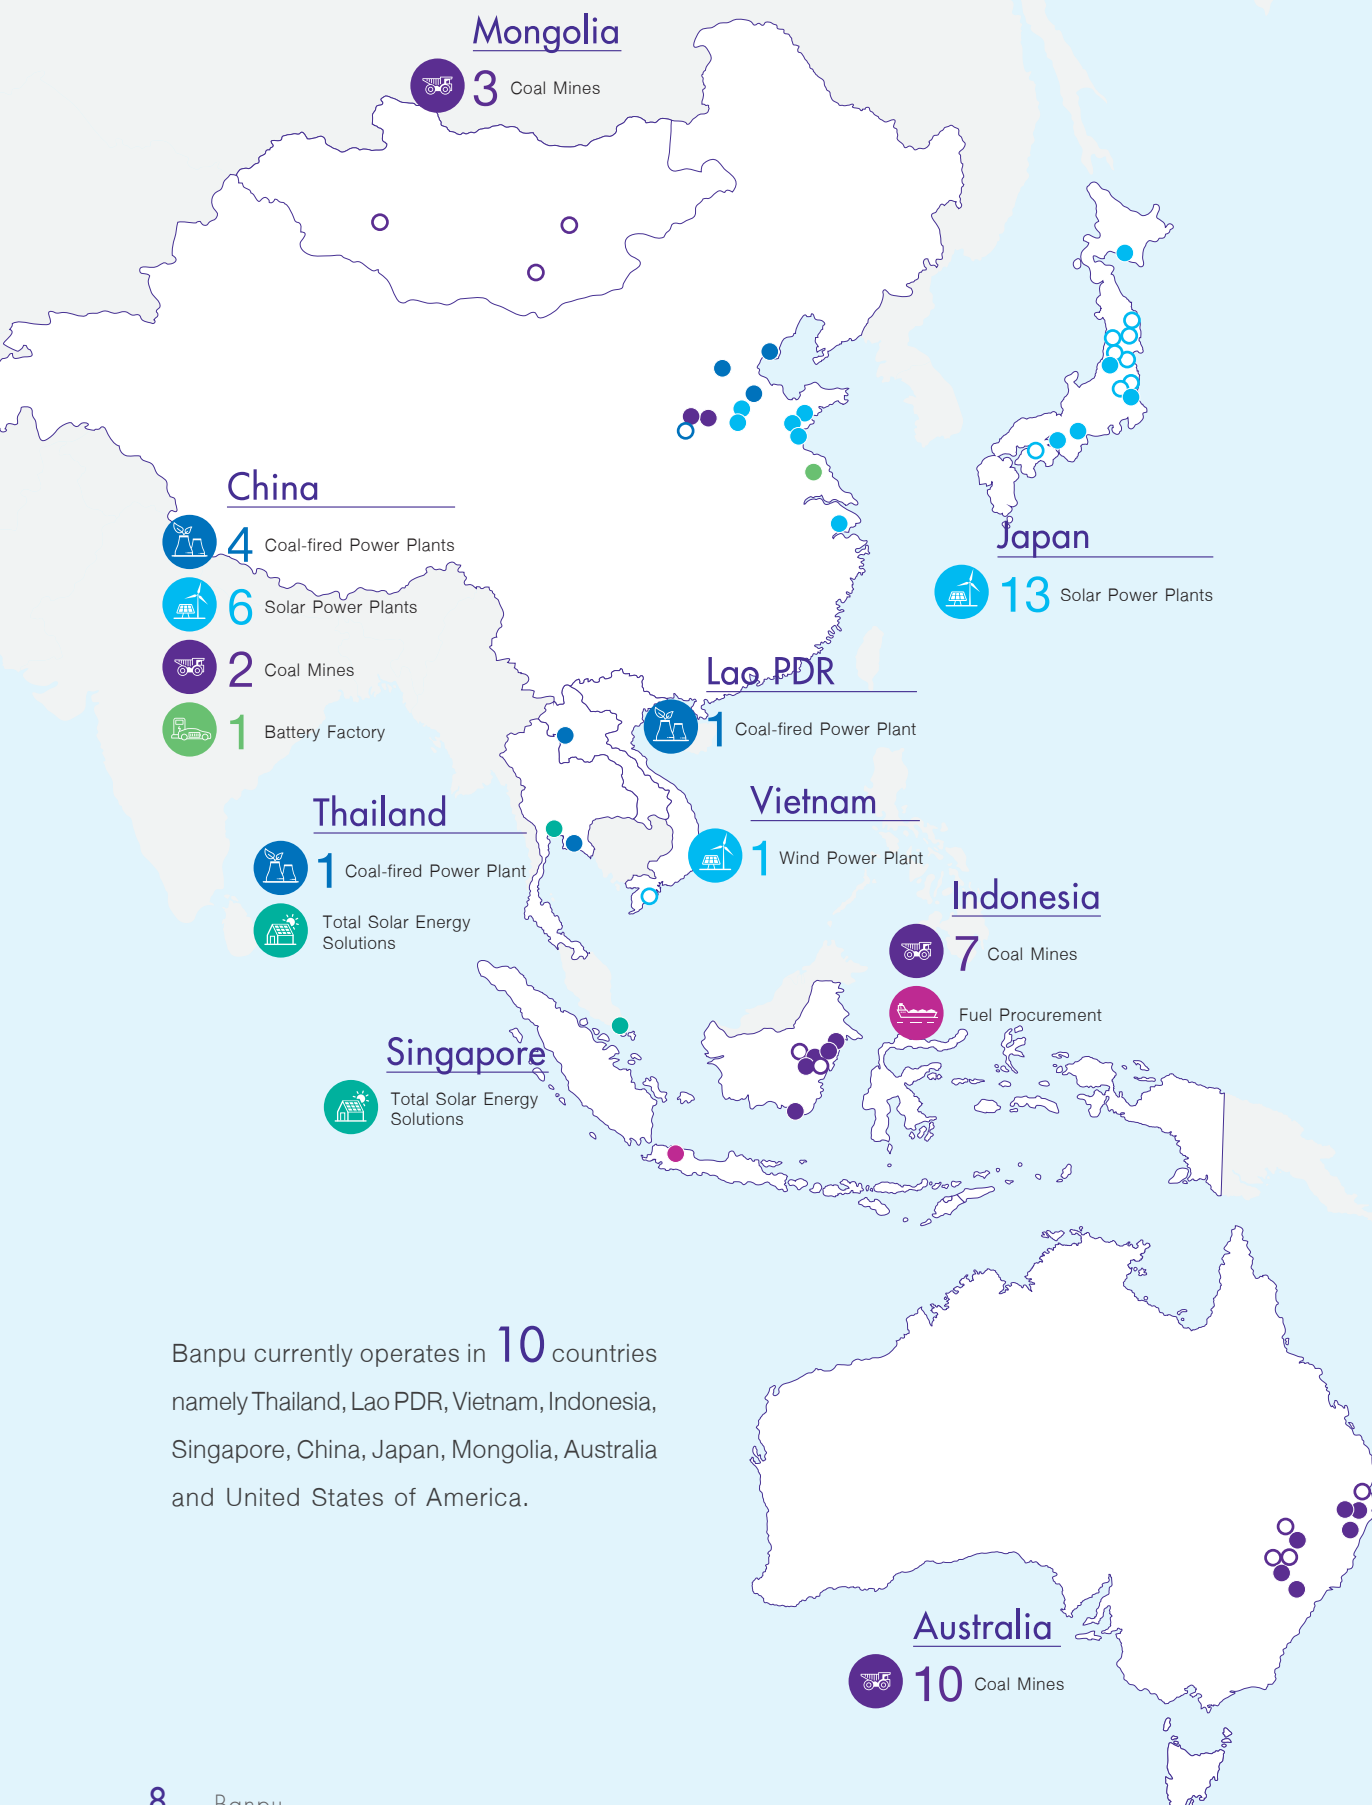 Mongolia
3 Coal Mines
China
4 Coal-fired Power Plants
6 Solar Power Plants
2 Coal Mines
1 Battery Factory
Japan
13 Solar Power Plants
Lao PDR
1 Coal-fired Power Plant
Thailand
1 Coal-fired Power Plant
Total Solar Energy
Solutions
Vietnam
1 Wind Power Plant
Indonesia
7 Coal Mines
Fuel Procurement
Singapore
Total Solar Energy
Solutions
Banpu currently operates in 10 countries
namely Thailand, Lao PDR, Vietnam, Indonesia,
Singapore, China, Japan, Mongolia, Australia
and United States of America.
Australia
10 Coal Mines
8 Banpu